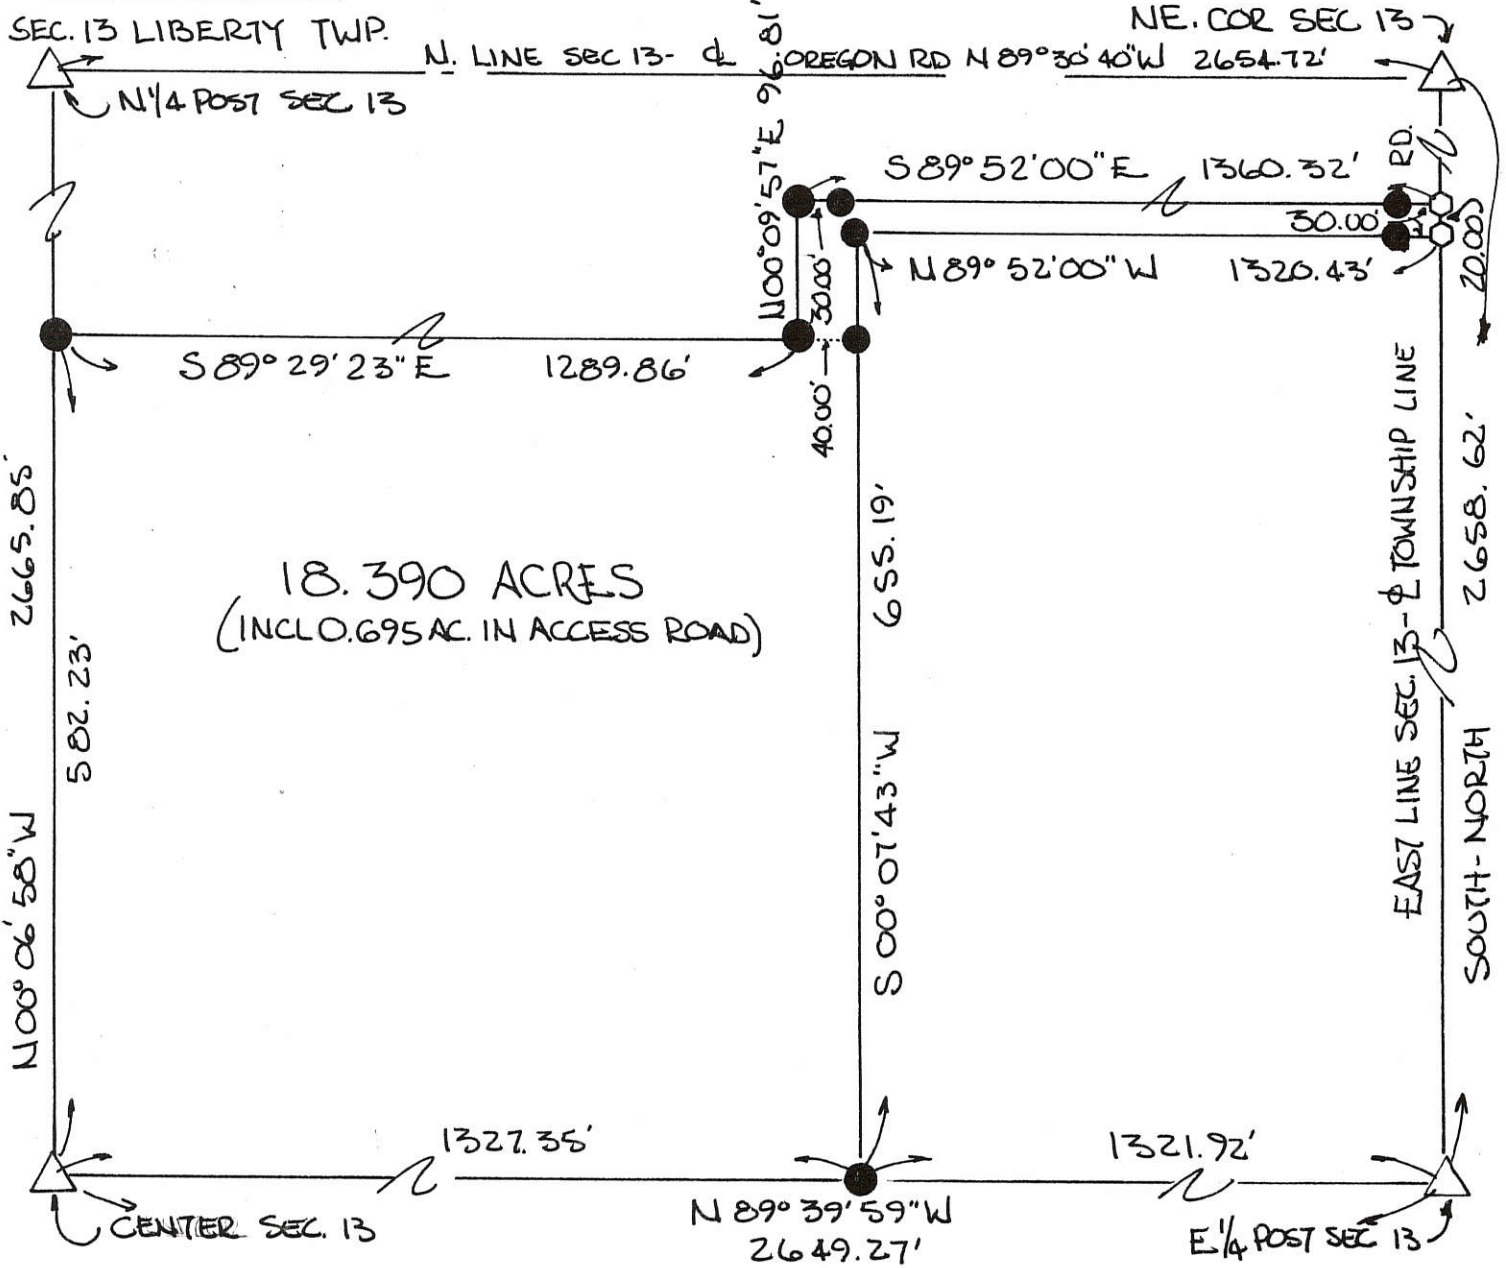 SEC. 13 LIBERTY TWP.
NE. COR SEC 13
N. LINE SEC 13- ℄ OREGON RD N 89°30'40"W 2654.72'
N'/4 POST SEC 13
N00°09'57"E 96.81'
S 89° 52'00" E 1360.32'
RD.
30.00'
20.00'
30.00'
N 89° 52'00" W 1320.43'
S 89° 29' 23" E 1289.86'
40.00'
N00° 06' 58" W 2665.85'
582.23'
18.390 ACRES
(INCL 0.695 AC. IN ACCESS ROAD)
S 00° 07' 43" W 655.19'
EAST LINE SEC. 13 - ℄ TOWNSHIP LINE
SOUTH - NORTH 2658.62'
1327.35'
1321.92'
CENTER SEC. 13
N 89° 39' 59" W
2649.27'
E 1/4 POST SEC 13